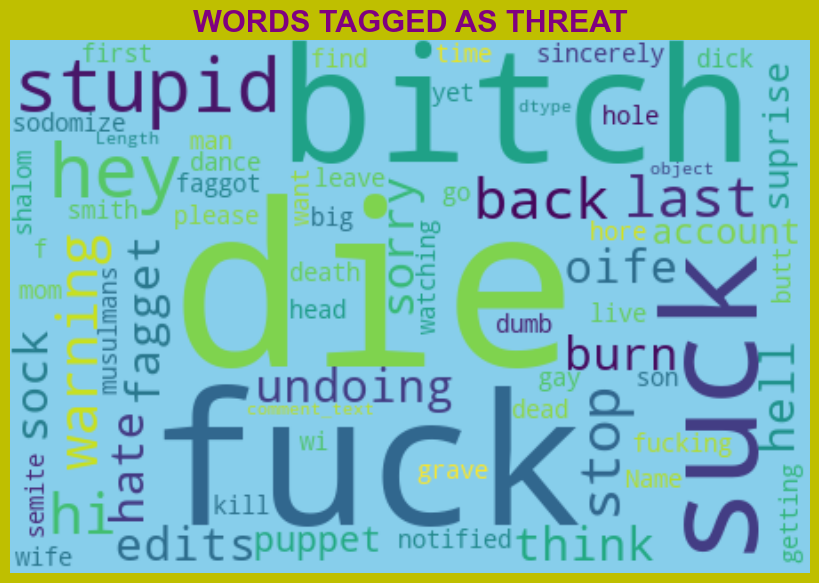 WORDS TAGGED AS THREAT
first
find
time
sincerely
dick
stupid
bitch
yet
dtype
hole
suprise
sodomize
Length
man
dance
hey
faggot
shalom
smith
please
want
leave
big
sorry
go
back
last
object
hore
account
f
mom
warning
musulmans
fagget
die
death
head
watching
oife
dumb
live
butt
suck
sock
undoing
burn
gay
son
hell
comment_text
dead
fuck
wi
grave
stop
fucking
Name
hate
semite
hi
kill
edits
puppet
notified
think
getting
wife